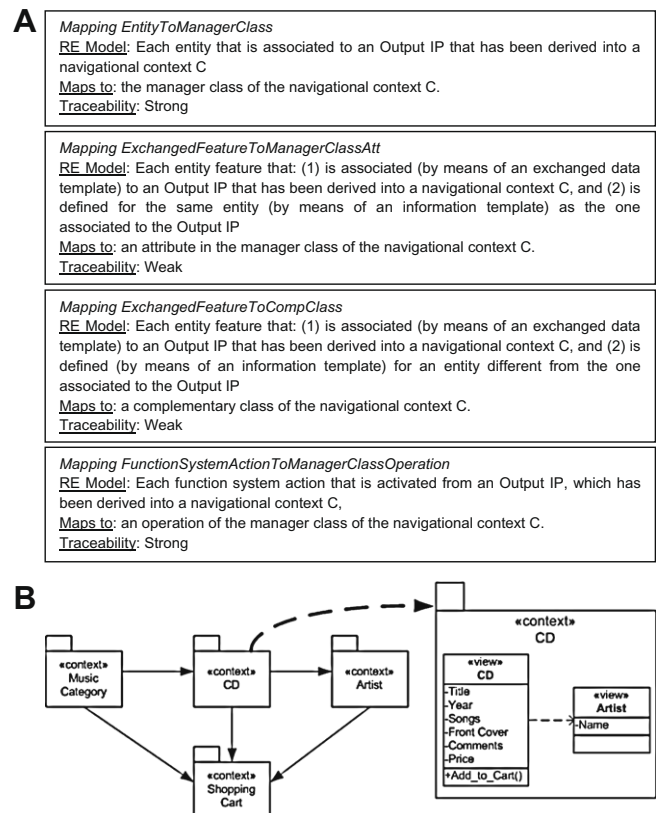 A
Mapping EntityToManagerClass
RE Model: Each entity that is associated to an Output IP that has been derived into a
navigational context C
Maps to: the manager class of the navigational context C.
Traceability: Strong
Mapping ExchangedFeatureToManagerClassAtt
RE Model: Each entity feature that: (1) is associated (by means of an exchanged data
template) to an Output IP that has been derived into a navigational context C, and (2) is
defined for the same entity (by means of an information template) as the one
associated to the Output IP
Maps to: an attribute in the manager class of the navigational context C.
Traceability: Weak
Mapping ExchangedFeatureToCompClass
RE Model: Each entity feature that: (1) is associated (by means of an exchanged data
template) to an Output IP that has been derived into a navigational context C, and (2) is
defined (by means of an information template) for an entity different from the one
associated to the Output IP
Maps to: a complementary class of the navigational context C.
Traceability: Weak
Mapping FunctionSystemActionToManagerClassOperation
RE Model: Each function system action that is activated from an Output IP, which has
been derived into a navigational context C,
Maps to: an operation of the manager class of the navigational context C.
Traceability: Strong
B
«context»
Music
Category
«context»
CD
«context»
Artist
«context»
Shopping
Cart
«context»
CD
«view»
CD
-Title
-Year
-Songs
-Front Cover
-Comments
-Price
+Add_to_Cart()
«view»
Artist
-Name